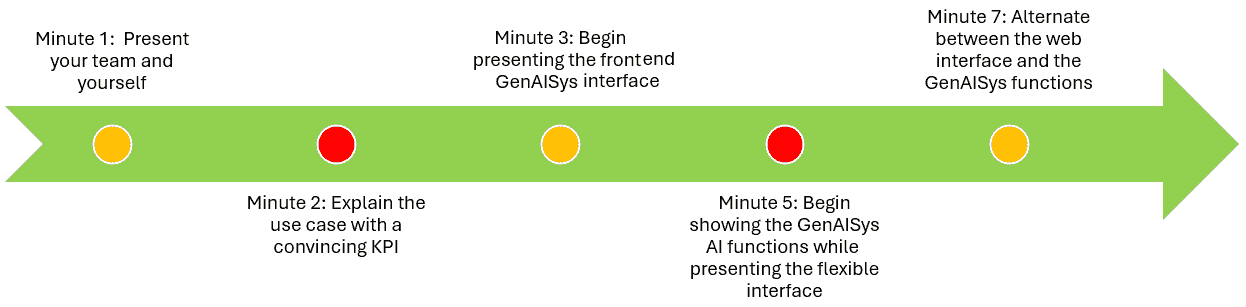 Minute 1:  Present
your team and
yourself
Minute 2: Explain the
use case with a
convincing KPI
Minute 3: Begin
presenting the frontend
GenAISys interface
Minute 5: Begin
showing the GenAISys
AI functions while
presenting the flexible
interface
Minute 7: Alternate
between the web
interface and the
GenAISys functions